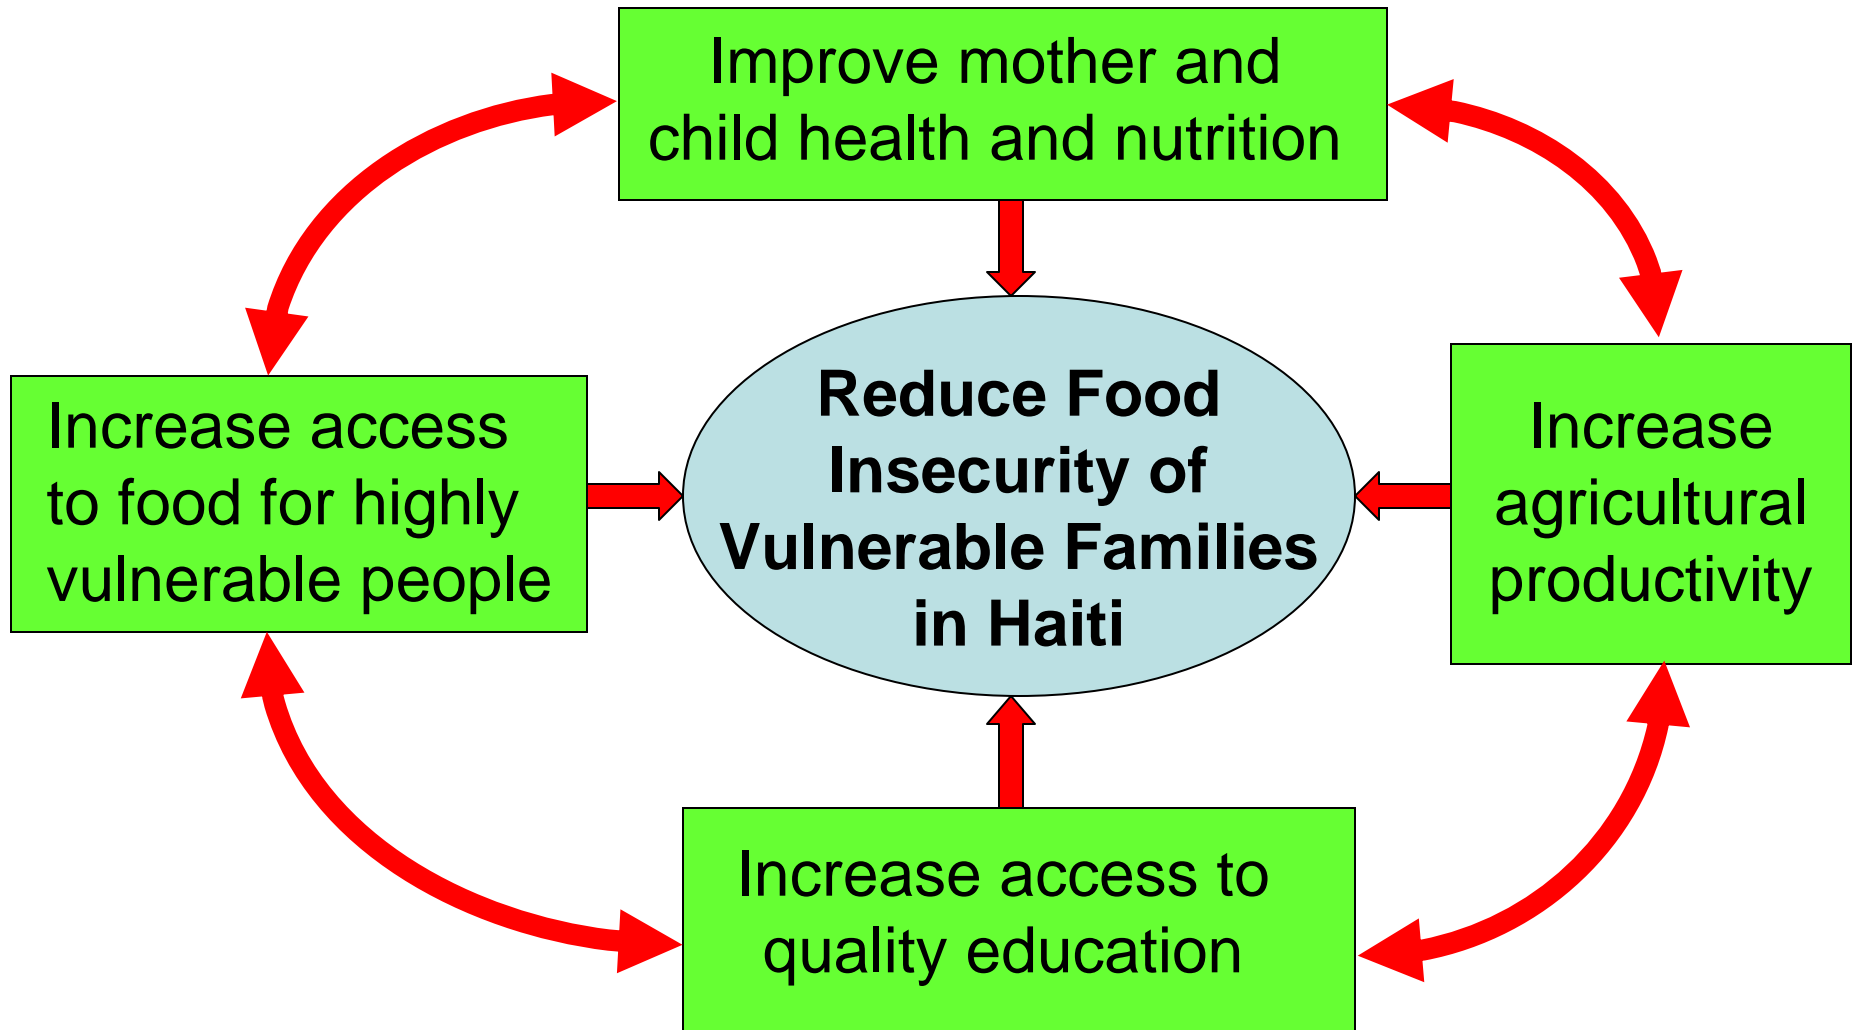 Improve mother and
child health and nutrition
Increase access
to food for highly
vulnerable people
Reduce Food
Insecurity of
Vulnerable Families
in Haiti
Increase
agricultural
productivity
Increase access to
quality education